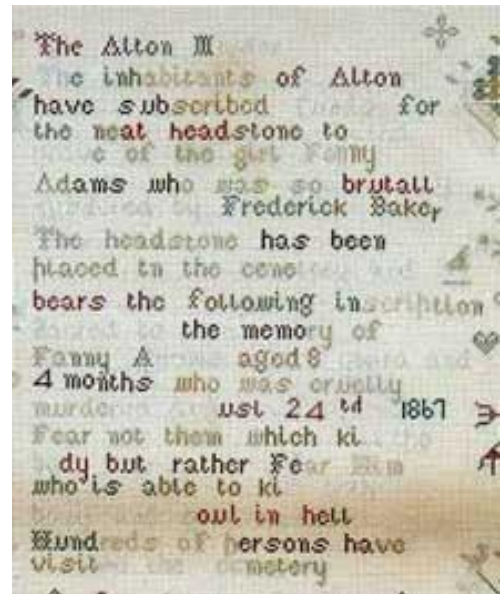 The Alton M
The inhabitants of Alton
have subscribed for
the neat headstone to
e of the girl Fanny
Adams who was so brutall
Frederick Baker
The headstone has been
placed in the ceme
bears the following inscription
the memory of
Fanny A aged 8
4 months who was cruelly
murdered ust 24 td 1867
Fear not them which ki
dy but rather Fear Him
who is able to ki
oul in hell
Hundreds of persons have
visit the cemetery